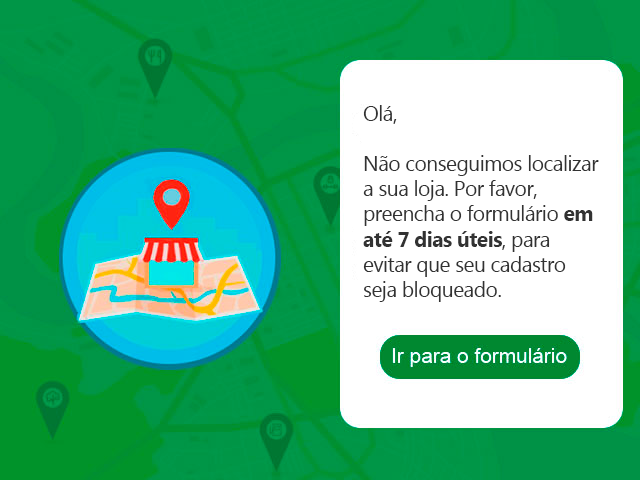 Olá,
Não conseguimos localizar
a sua loja. Por favor,
preencha o formulário em
até 7 dias úteis, para
evitar que seu cadastro
seja bloqueado.
Ir para o formulário